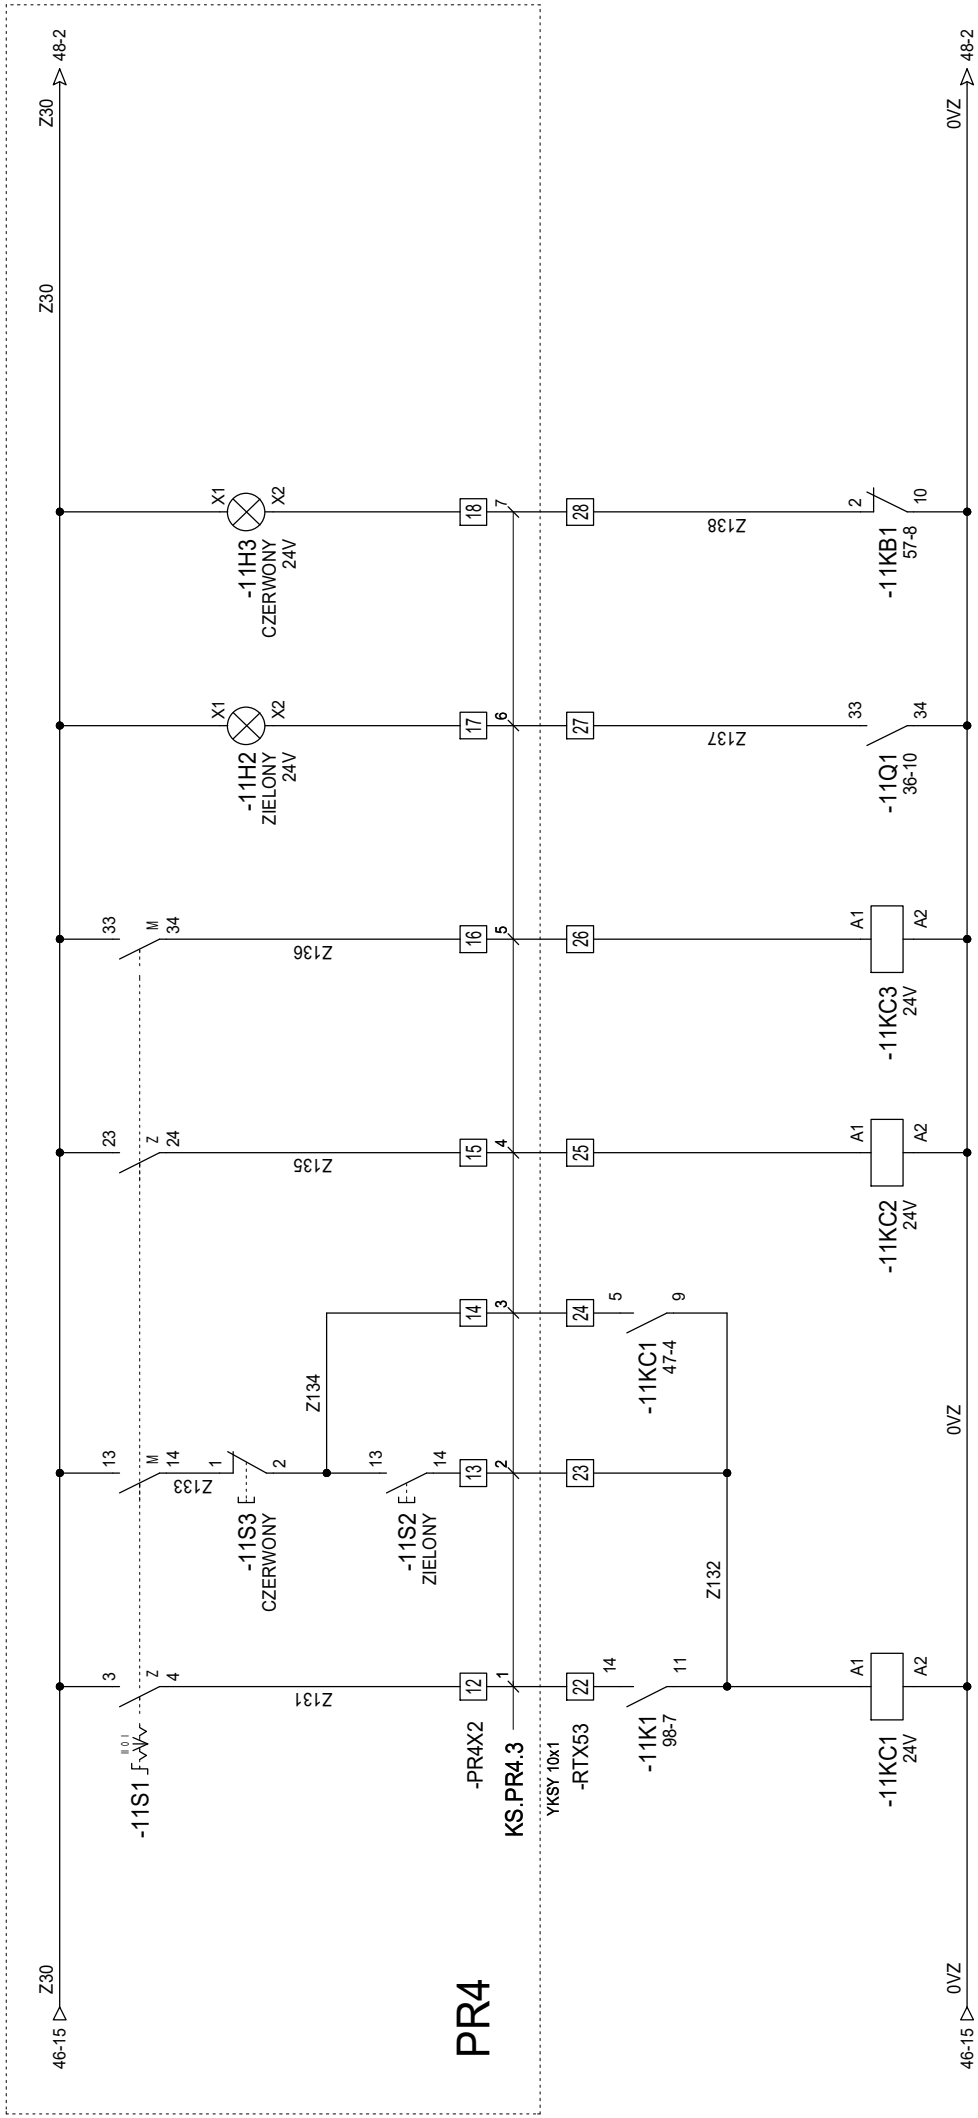 46-15
Z30
Z30
Z30
48-2
-11S1
II 0 I
3
Z
4
13
M
14
23
Z
24
33
M
34
Z131
Z133
1
2
-11S3
CZERWONY
Z134
13
14
-11S2
ZIELONY
Z135
Z136
X1
X2
-11H2
ZIELONY
24V
X1
X2
-11H3
CZERWONY
24V
PR4
-PR4X2
12
13
14
15
16
17
18
KS.PR4.3
1
2
3
4
5
6
7
YKSY 10x1
-RTX53
22
23
24
25
26
27
28
14
11
-11K1
98-7
5
9
-11KC1
47-4
Z132
Z137
Z138
A1
A2
-11KC1
24V
A1
A2
-11KC2
24V
A1
A2
-11KC3
24V
33
34
-11Q1
36-10
2
10
-11KB1
57-8
46-15
0VZ
0VZ
0VZ
48-2